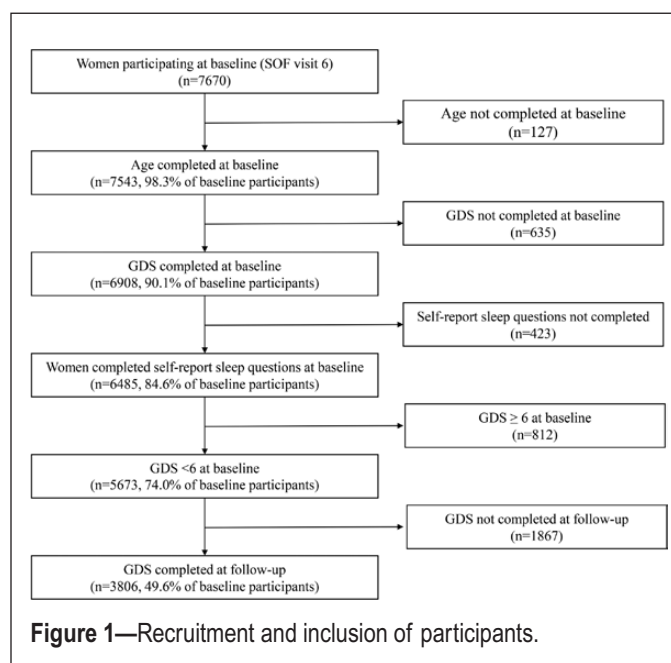 Women participating at baseline (SOF visit 6)
(n=7670)
Age not completed at baseline
(n=127)
Age completed at baseline
(n=7543, 98.3% of baseline participants)
GDS not completed at baseline
(n=635)
GDS completed at baseline
(n=6908, 90.1% of baseline participants)
Self-report sleep questions not completed
(n=423)
Women completed self-report sleep questions at baseline
(n=6485, 84.6% of baseline participants)
GDS ≥ 6 at baseline
(n=812)
GDS <6 at baseline
(n=5673, 74.0% of baseline participants)
GDS not completed at follow-up
(n=1867)
GDS completed at follow-up
(n=3806, 49.6% of baseline participants)
Figure 1—Recruitment and inclusion of participants.